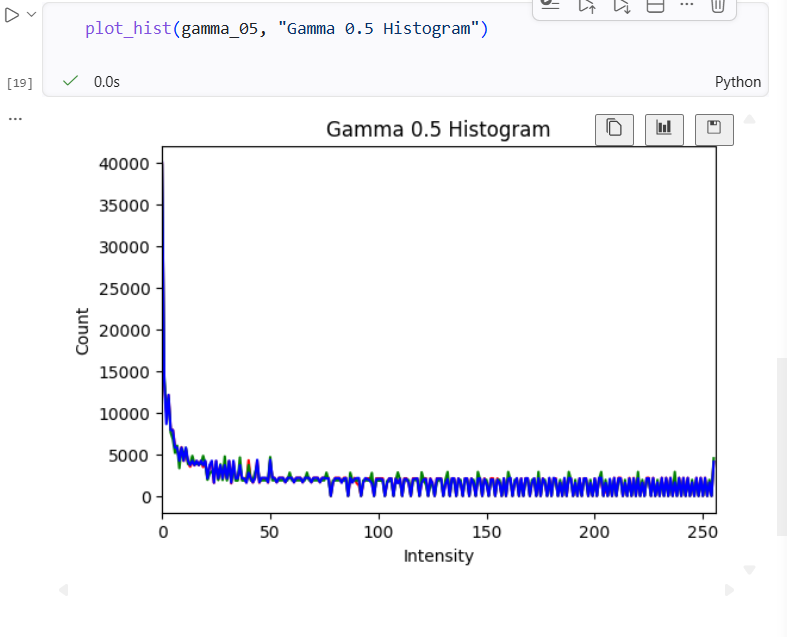 plot_hist(gamma_05, "Gamma 0.5 Histogram")
[19]
0.0s
Python
Gamma 0.5 Histogram
40000
35000
30000
25000
20000
15000
10000
5000
0
Count
0 50 100 150 200 250
Intensity